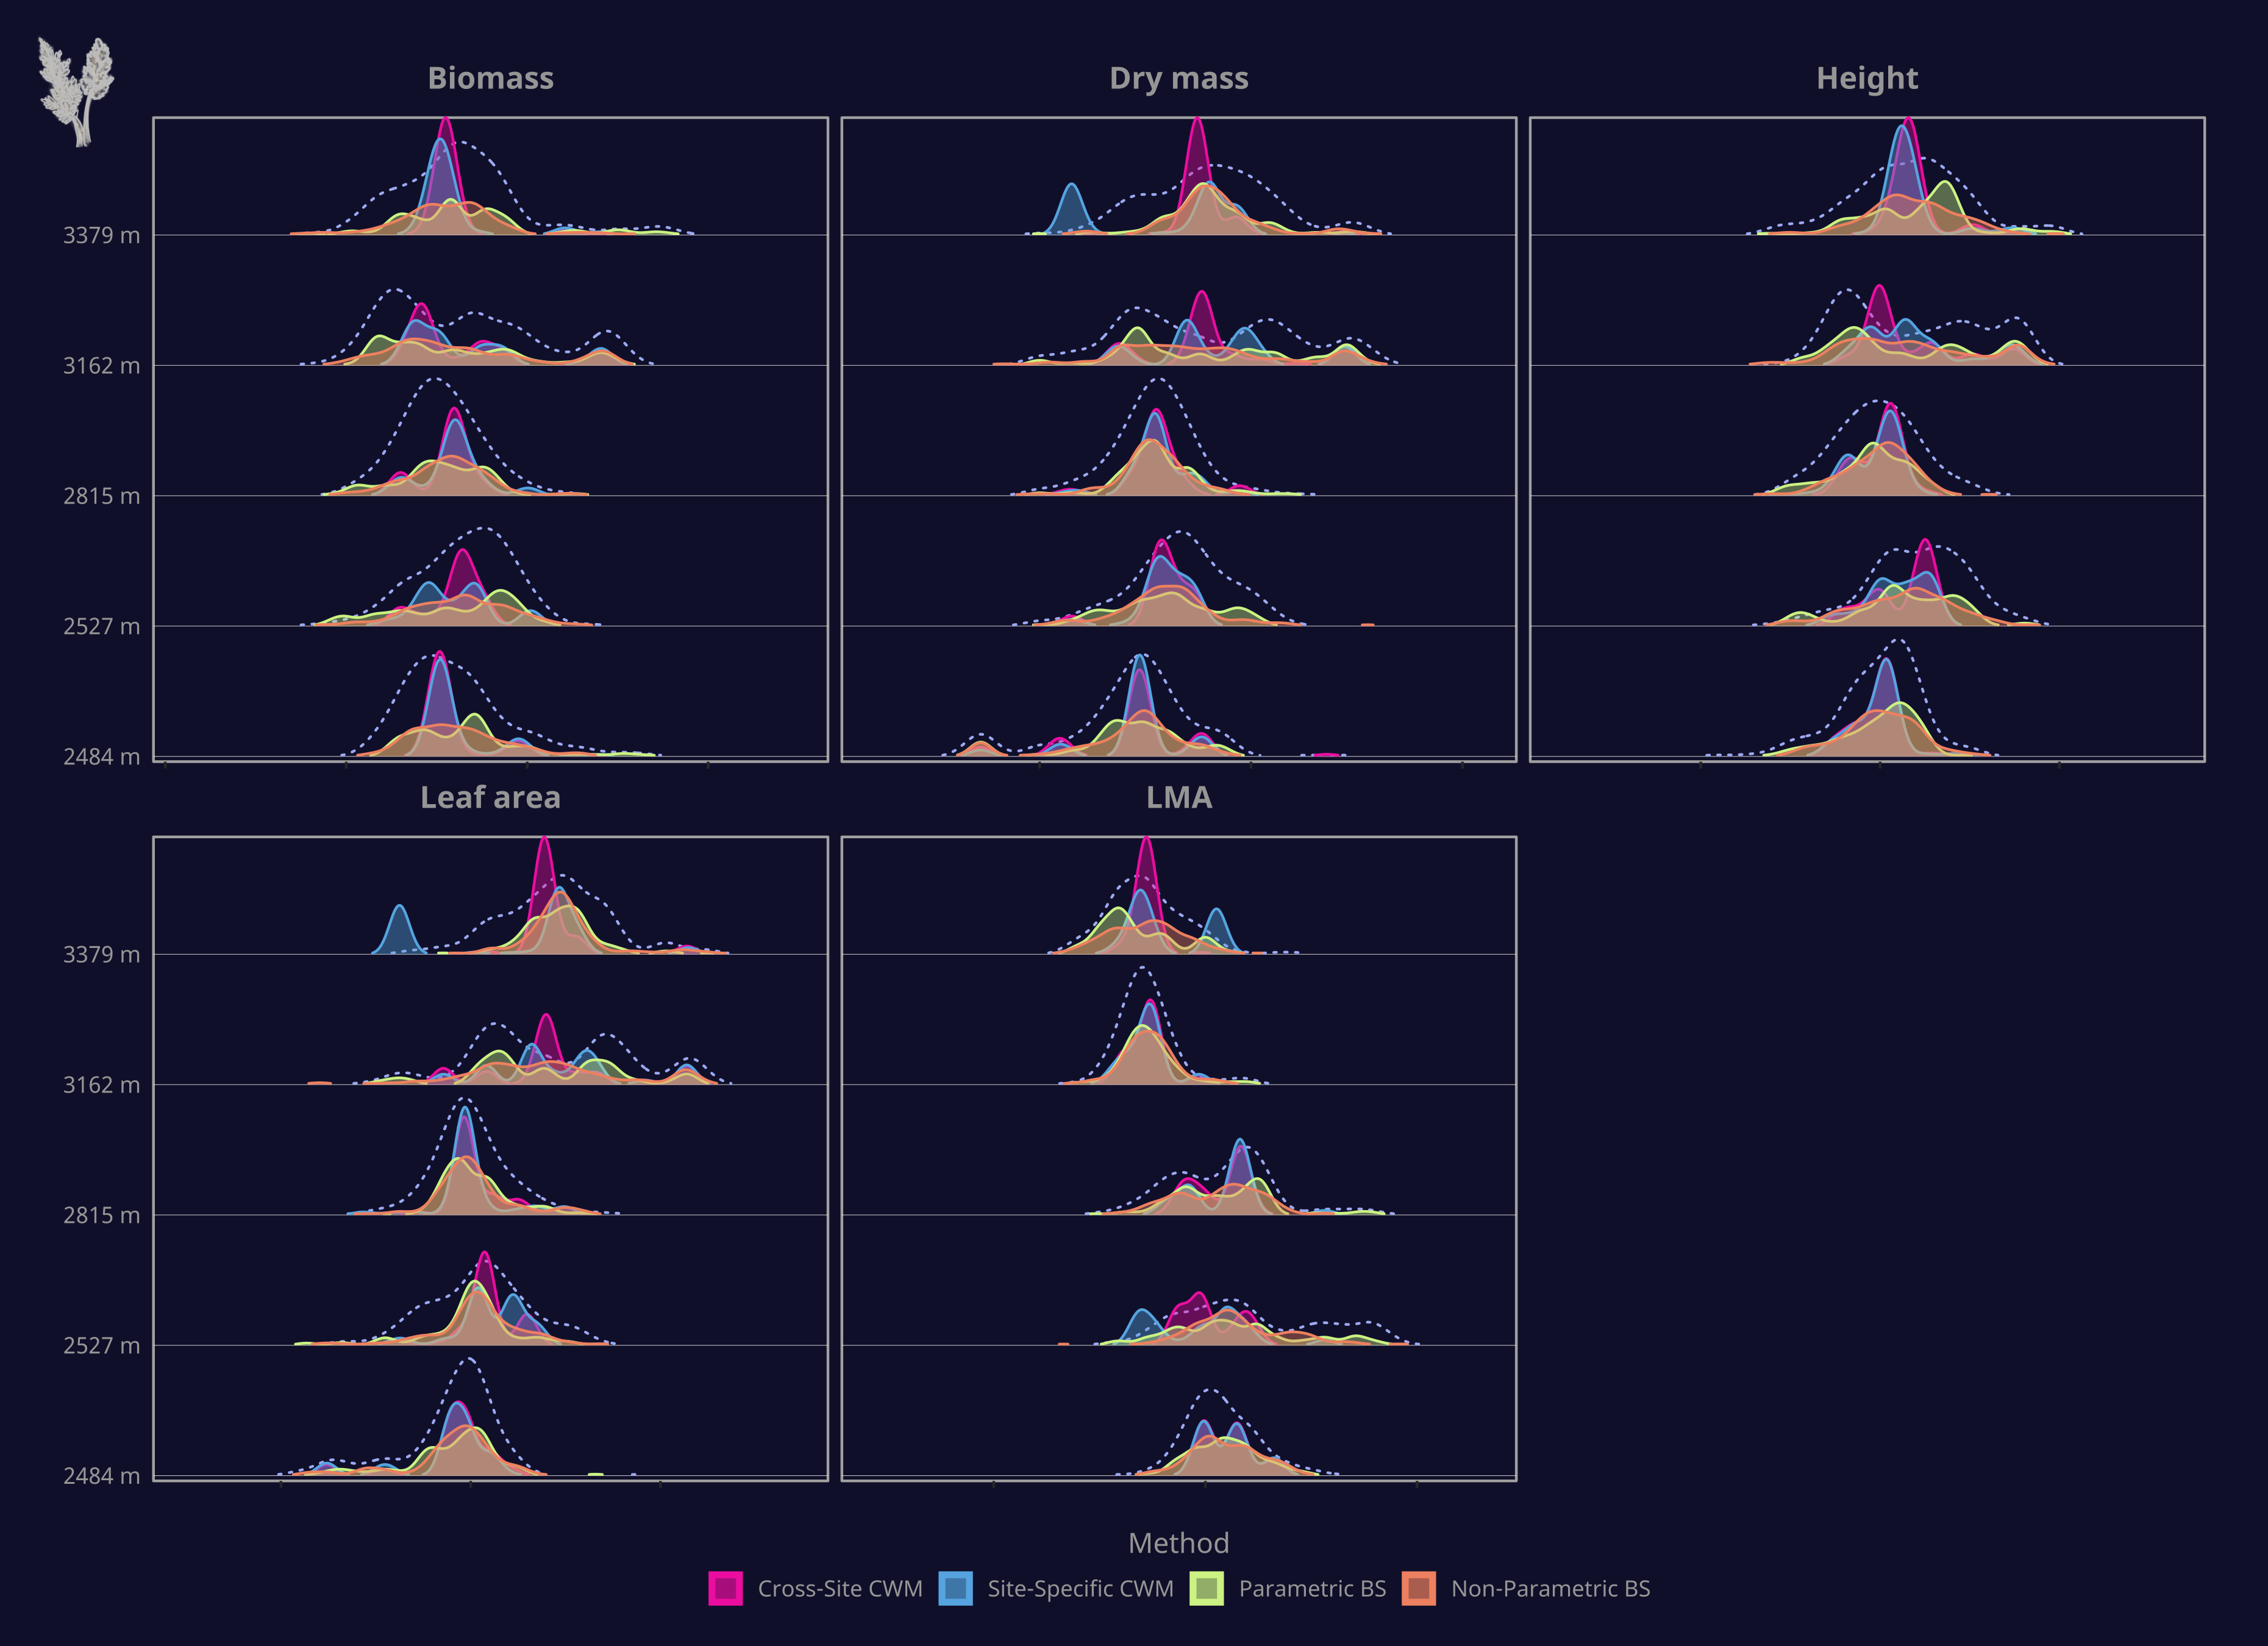 Biomass Dry mass Height
3379 m
3162 m
2815 m
2527 m
2484 m
Leaf area LMA
3379 m
3162 m
2815 m
2527 m
2484 m
Method
Cross-Site CWM Site-Specific CWM Parametric BS Non-Parametric BS